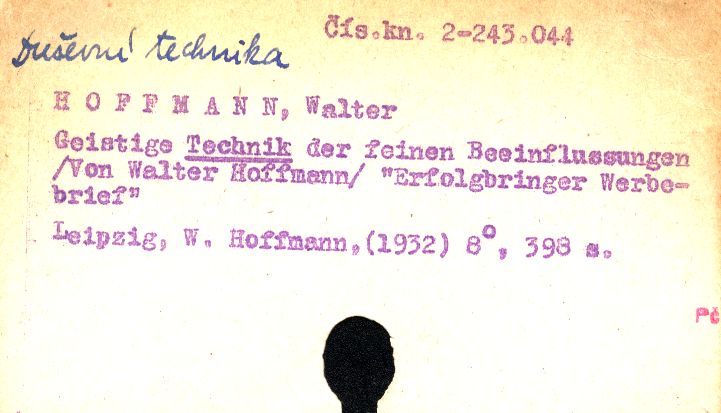 Čís.kn. 2-243.044
Duševní technika
H O F F M A N N, Walter
Geistige Technik der feinen Beeinflussungen
/Von Walter Hoffmann/ "Erfolgbringer Werbe-
brief"
Leipzig, W. Hoffmann,(1932) 8°, 398 s.
Pč